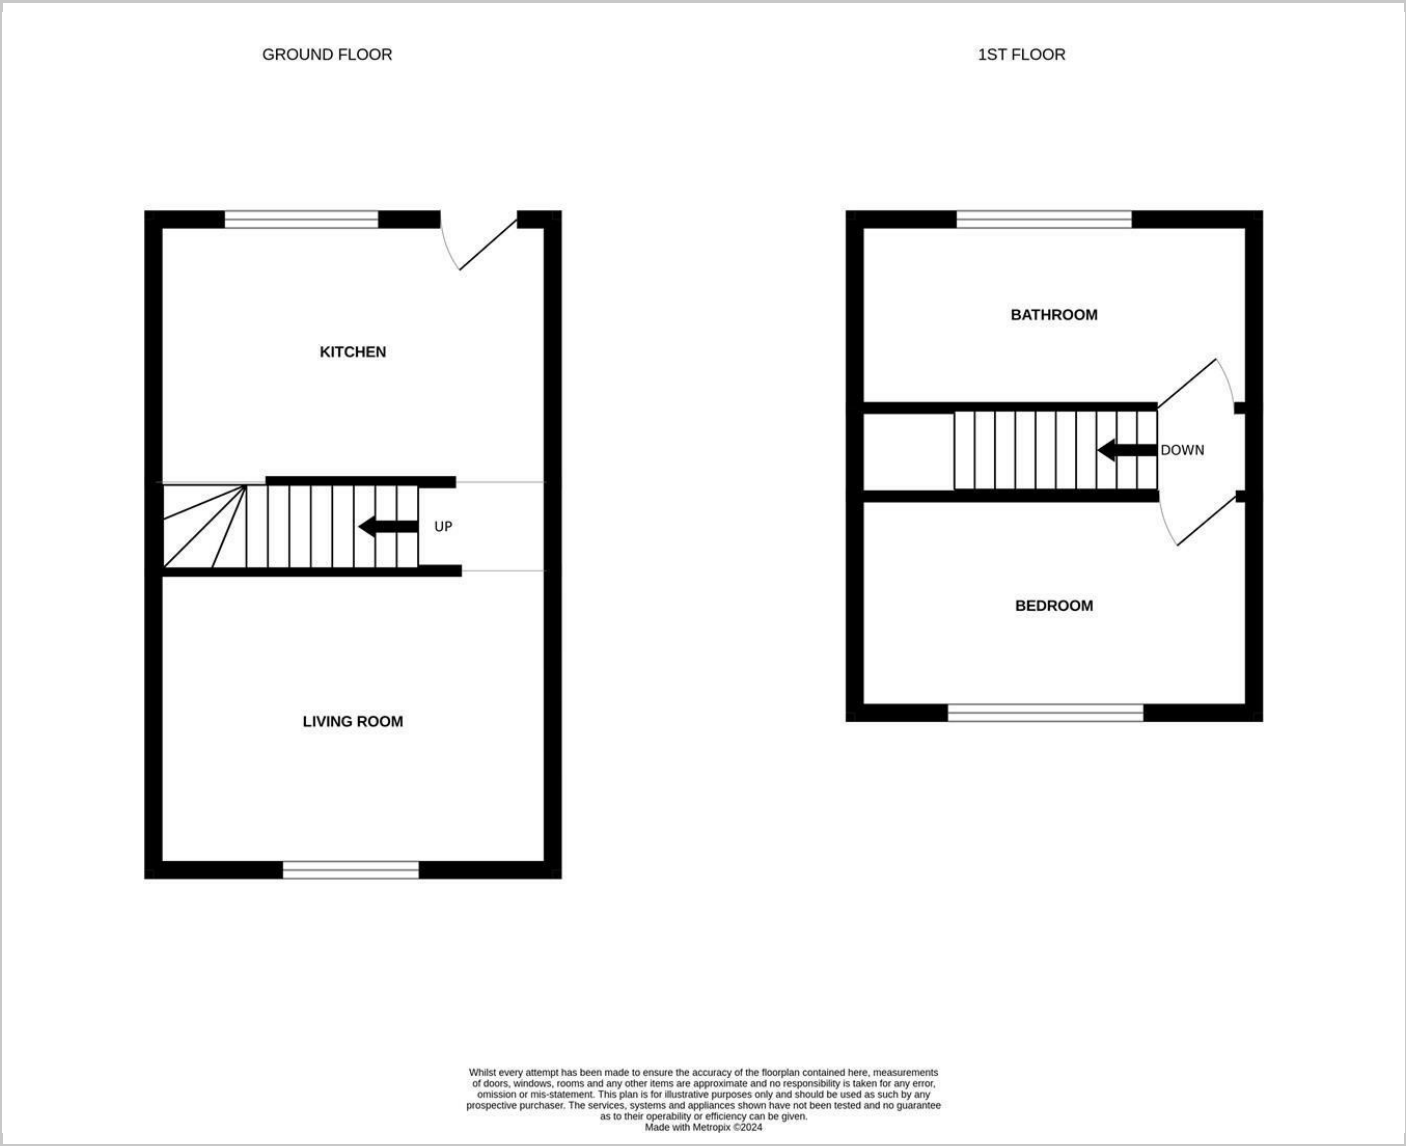 GROUND FLOOR
1ST FLOOR
KITCHEN
UP
LIVING ROOM
BATHROOM
DOWN
BEDROOM
Whilst every attempt has been made to ensure the accuracy of the floorplan contained here, measurements
of doors, windows, rooms and any other items are approximate and no responsibility is taken for any error,
omission or mis-statement. This plan is for illustrative purposes only and should be used as such by any
prospective purchaser. The services, systems and appliances shown have not been tested and no guarantee
as to their operability or efficiency can be given.
Made with Metropix ©2024